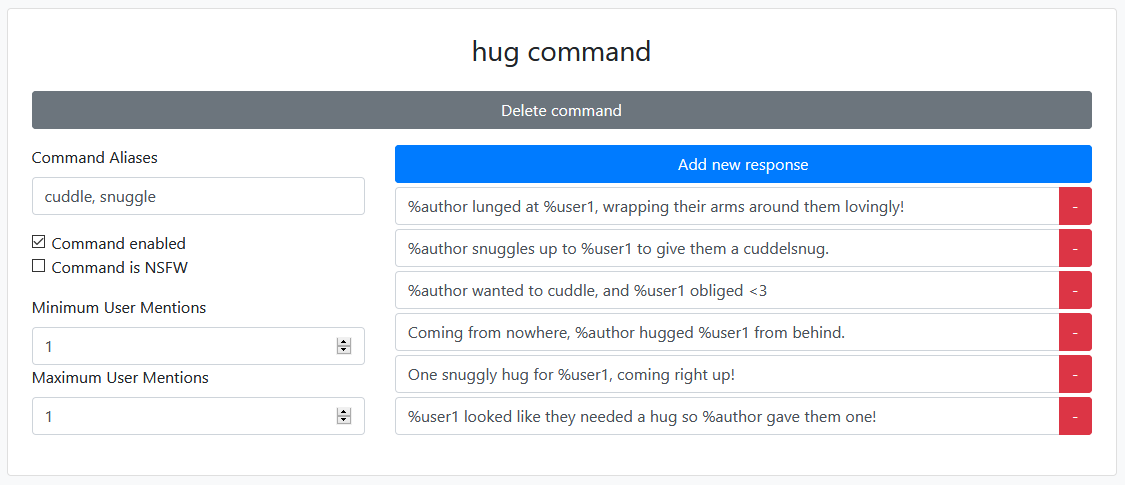 hug command
Delete command
Command Aliases
cuddle, snuggle
Command enabled
Command is NSFW
Minimum User Mentions
1
Maximum User Mentions
1
Add new response
%author lunged at %user1, wrapping their arms around them lovingly!
-
%author snuggles up to %user1 to give them a cuddelsnug.
-
%author wanted to cuddle, and %user1 obliged <3
-
Coming from nowhere, %author hugged %user1 from behind.
-
One snuggly hug for %user1, coming right up!
-
%user1 looked like they needed a hug so %author gave them one!
-